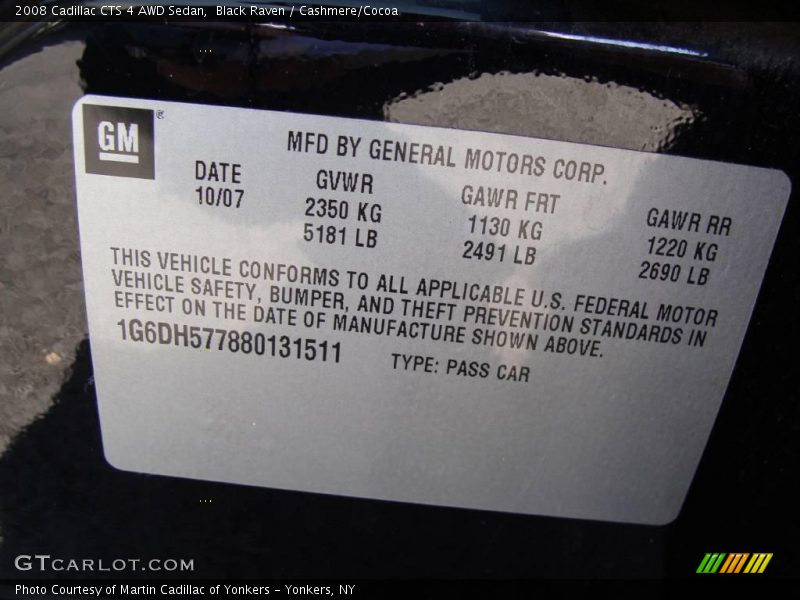 2008 Cadillac CTS 4 AWD Sedan,  Black Raven / Cashmere/Cocoa
GM ®
MFD BY GENERAL MOTORS CORP.
DATE GVWR GAWR FRT GAWR RR
10/07 2350 KG 1130 KG 1220 KG
5181 LB 2491 LB 2690 LB
THIS VEHICLE CONFORMS TO ALL APPLICABLE U.S. FEDERAL MOTOR
VEHICLE SAFETY, BUMPER, AND THEFT PREVENTION STANDARDS IN
EFFECT ON THE DATE OF MANUFACTURE SHOWN ABOVE.
1G6DH577880131511 TYPE: PASS CAR
GTCARLOT.COM
Photo Courtesy of Martin Cadillac of Yonkers - Yonkers, NY